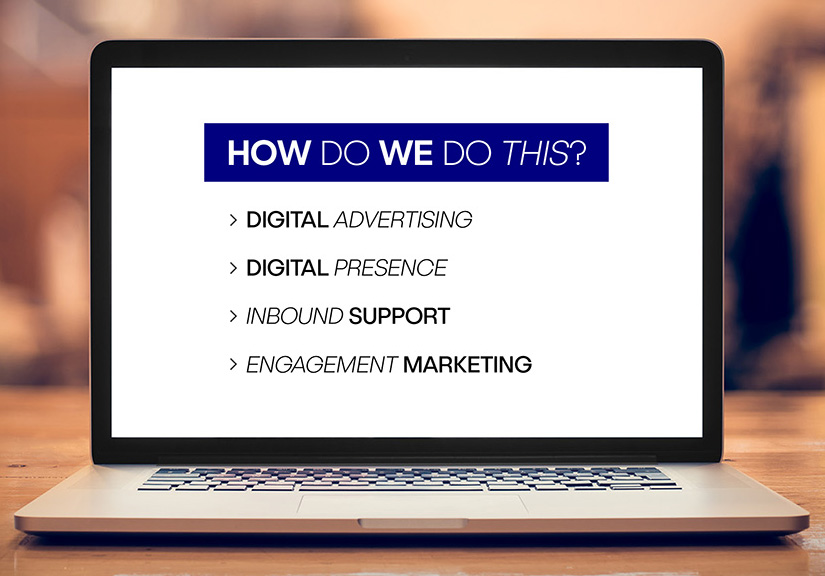 HOW DO WE DO THIS?
> DIGITAL ADVERTISING
> DIGITAL PRESENCE
> INBOUND SUPPORT
> ENGAGEMENT MARKETING